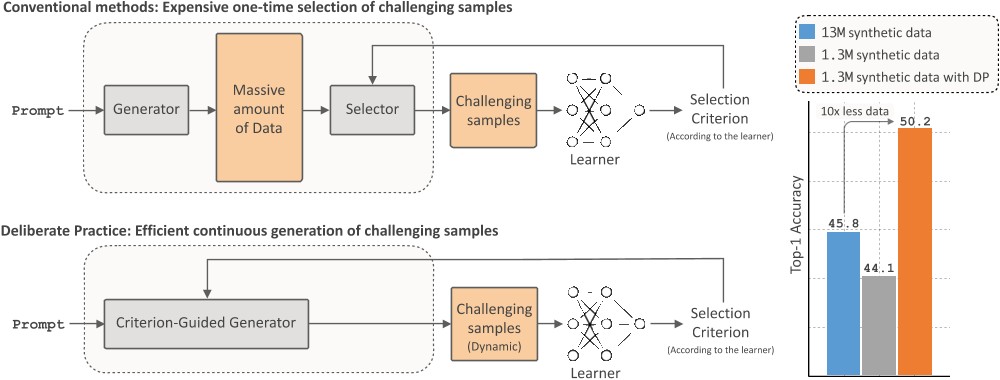 Conventional methods: Expensive one-time selection of challenging samples
Prompt
Generator
Massive
amount
of Data
Selector
Challenging
samples
Learner
Selection
Criterion
(According to the learner)
Deliberate Practice: Efficient continuous generation of challenging samples
Prompt
Criterion-Guided Generator
Challenging
samples
(Dynamic)
Learner
Selection
Criterion
(According to the learner)
13M synthetic data
1.3M synthetic data
1.3M synthetic data with DP
10x less data
50.2
45.8
44.1
Top-1 Accuracy